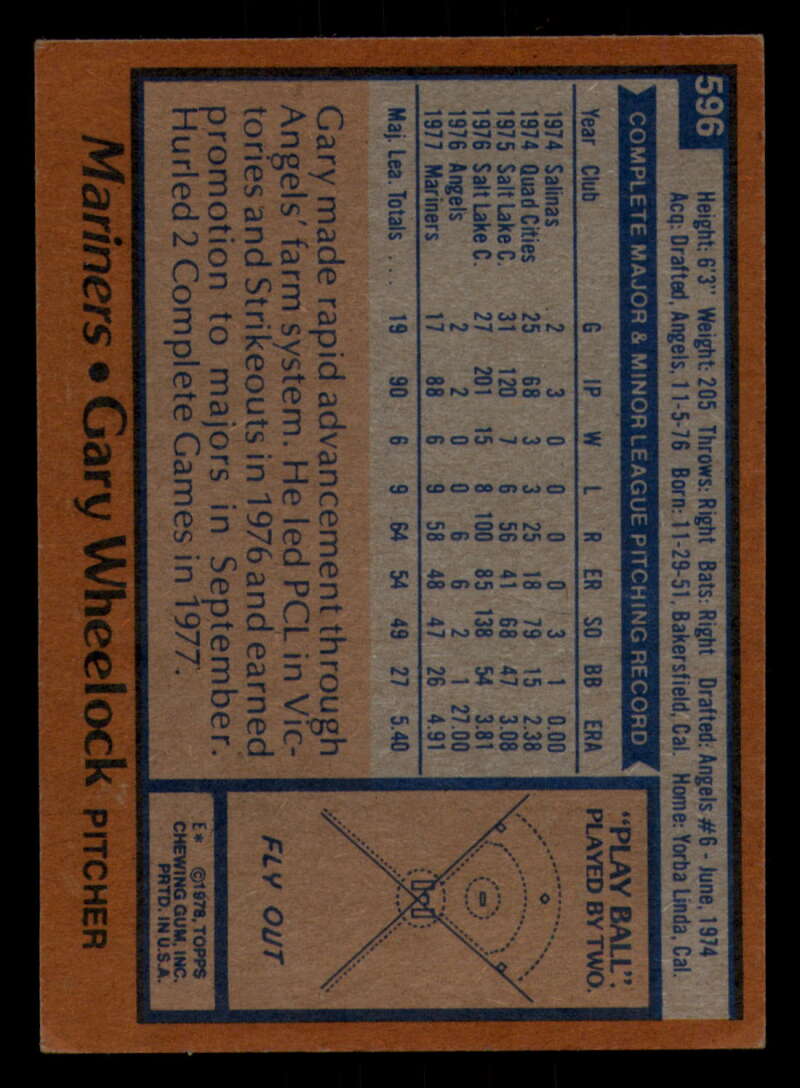 596
Height: 6'3" Weight: 205 Throws: Right Bats: Right Drafted: Angels #6 - June, 1974
Acq: Drafted, Angels, 11-5-76 Born: 11-29-51, Bakersfield, Cal. Home: Yorba Linda, Cal.
COMPLETE MAJOR & MINOR LEAGUE PITCHING RECORD
Year Club G IP W L R ER SO BB ERA
1974 Salinas 2 3 0 0 0 0 3 1 0.00
1974 Quad Cities 25 68 3 3 25 18 79 15 2.38
1975 Salt Lake C. 31 120 7 6 56 41 68 47 3.08
1976 Salt Lake C. 27 201 15 8 100 85 138 54 3.81
1976 Angels 2 2 0 0 6 6 2 1 27.00
1977 Mariners 17 88 6 9 58 48 47 26 4.91
Maj. Lea. Totals . . . 19 90 6 9 64 54 49 27 5.40
Gary made rapid advancement through
Angels' farm system. He led PCL in Vic-
tories and Strikeouts in 1976 and earned
promotion to majors in September.
Hurled 2 Complete Games in 1977.
"PLAY BALL".
PLAYED BY TWO.
FLY OUT
E* ©1978, TOPPS
CHEWING GUM, INC.
PRTD. IN U.S.A.
Mariners • Gary Wheelock PITCHER